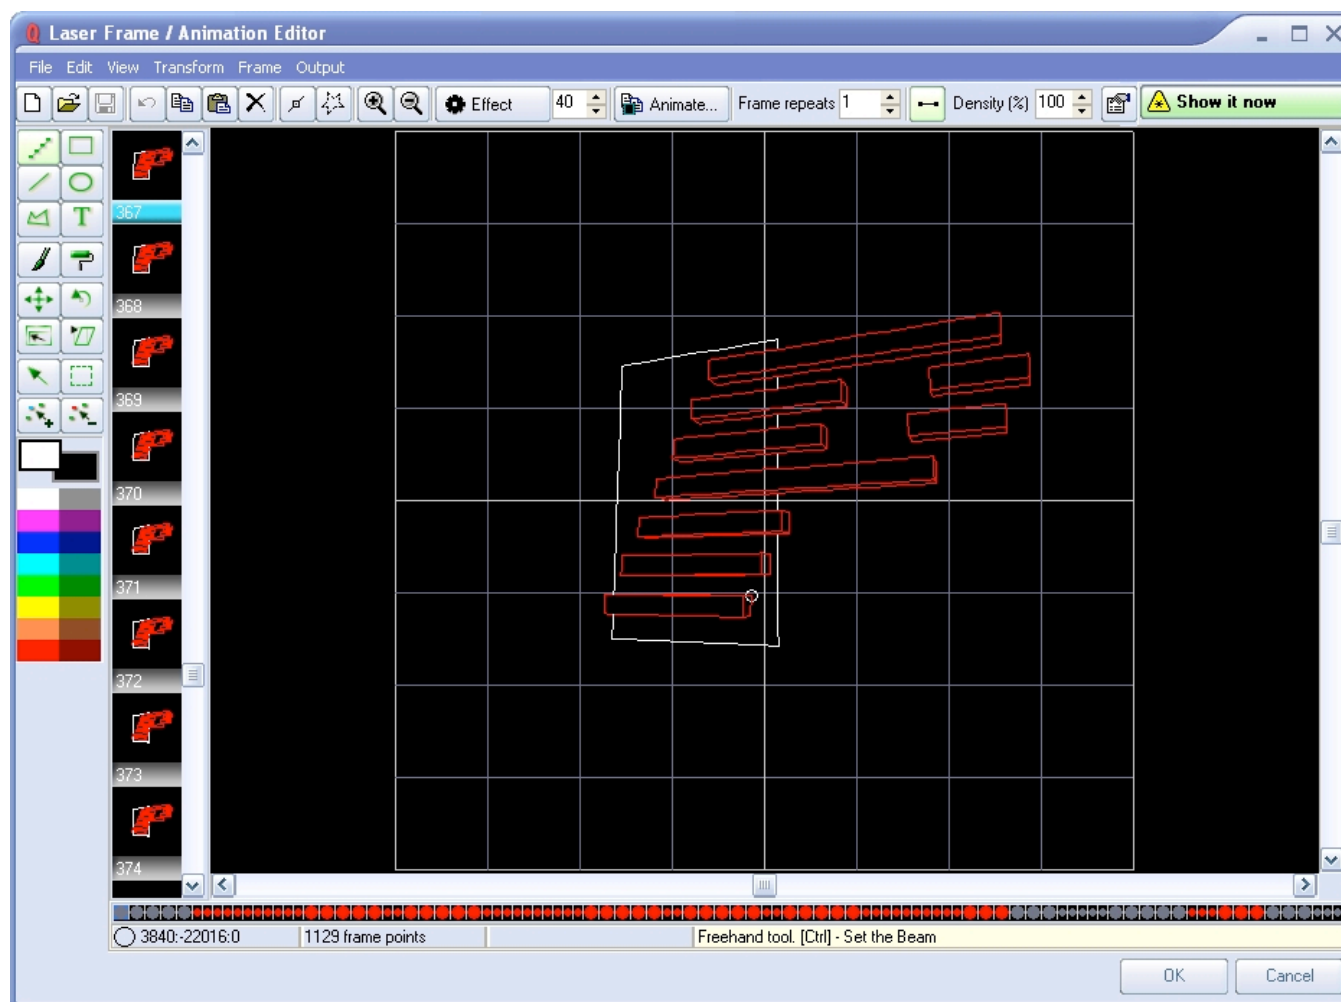 Q Laser Frame / Animation Editor
File Edit View Transform Frame Output
Effect 40 Animate... Frame repeats 1 Density (%) 100 Show it now
T
367
368
369
370
371
372
373
374
3840:-22016:0 1129 frame points Freehand tool. [Ctrl] - Set the Beam
OK Cancel